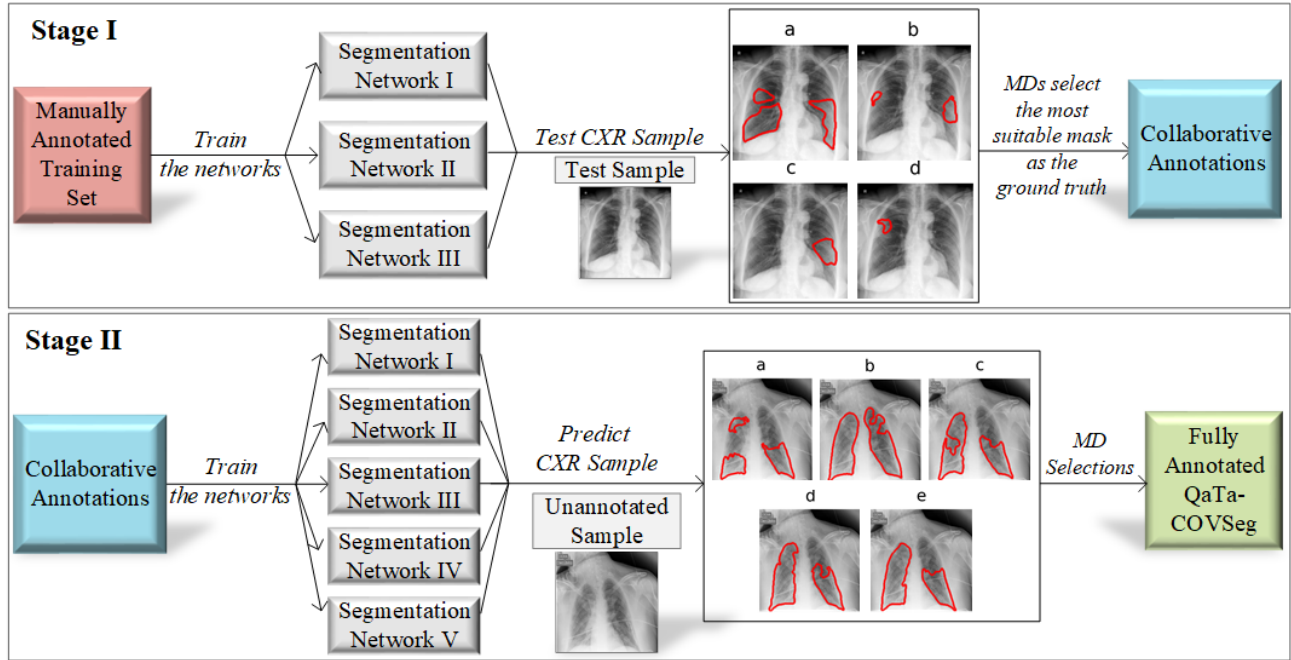 Stage I
Manually
Annotated
Training
Set
Train
the networks
Segmentation
Network I
Segmentation
Network II
Segmentation
Network III
Test CXR Sample
Test Sample
a
b
c
d
MDs select
the most
suitable mask
as the
ground truth
Collaborative
Annotations
Stage II
Collaborative
Annotations
Train
the networks
Segmentation
Network I
Segmentation
Network II
Segmentation
Network III
Segmentation
Network IV
Segmentation
Network V
Predict
CXR Sample
Unannotated
Sample
a
b
c
d
e
MD
Selections
Fully
Annotated
QaTa-
COVSeg